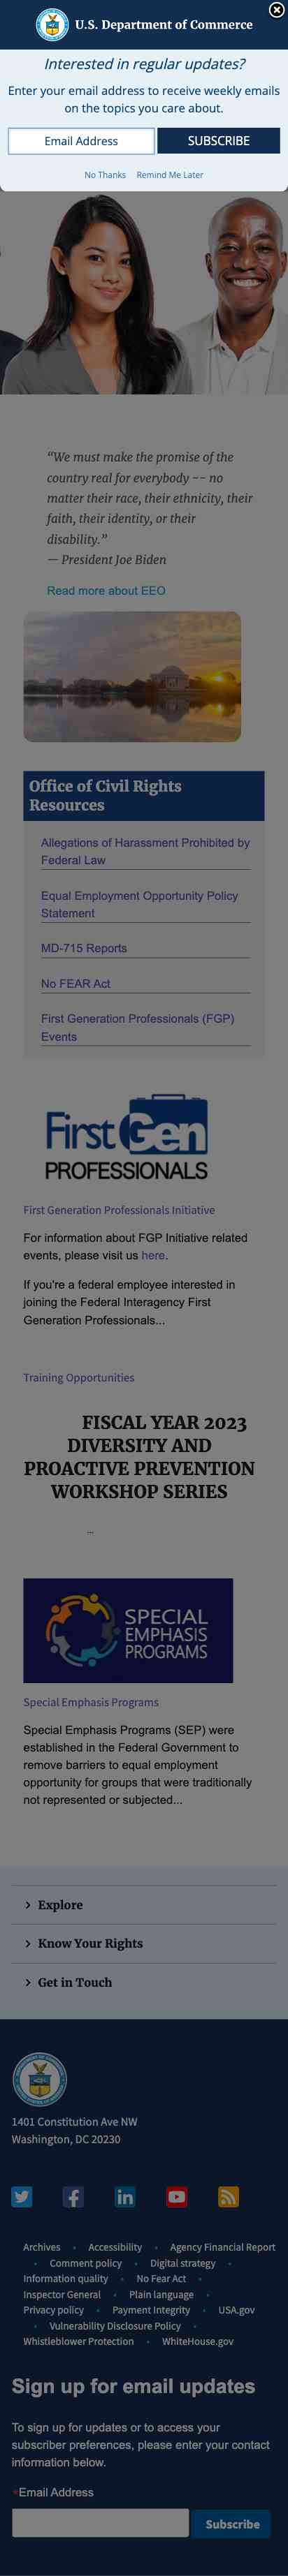 U.S. Department of Commerce
Interested in regular updates?
Enter your email address to receive weekly emails
on the topics you care about.
Email Address
SUBSCRIBE
No Thanks Remind Me Later
“We must make the promise of the
country real for everybody -- no
matter their race, their ethnicity, their
faith, their identity, or their
disability.”
— President Joe Biden
Read more about EEO
Office of Civil Rights
Resources
Allegations of Harassment Prohibited by
Federal Law
Equal Employment Opportunity Policy
Statement
MD-715 Reports
No FEAR Act
First Generation Professionals (FGP)
Events
First Gen
PROFESSIONALS
First Generation Professionals Initiative
For information about FGP Initiative related
events, please visit us here.
If you're a federal employee interested in
joining the Federal Interagency First
Generation Professionals...
Training Opportunities
FISCAL YEAR 2023
DIVERSITY AND
PROACTIVE PREVENTION
WORKSHOP SERIES
...
SPECIAL
EMPHASIS
PROGRAMS
Special Emphasis Programs
Special Emphasis Programs (SEP) were
established in the Federal Government to
remove barriers to equal employment
opportunity for groups that were traditionally
not represented or subjected...
Explore
Know Your Rights
Get in Touch
1401 Constitution Ave NW
Washington, DC 20230
Archives • Accessibility • Agency Financial Report
• Comment policy • Digital strategy •
Information quality • No Fear Act •
Inspector General • Plain language •
Privacy policy • Payment Integrity • USA.gov
• Vulnerability Disclosure Policy •
Whistleblower Protection • WhiteHouse.gov
Sign up for email updates
To sign up for updates or to access your
subscriber preferences, please enter your contact
information below.
*Email Address
Subscribe